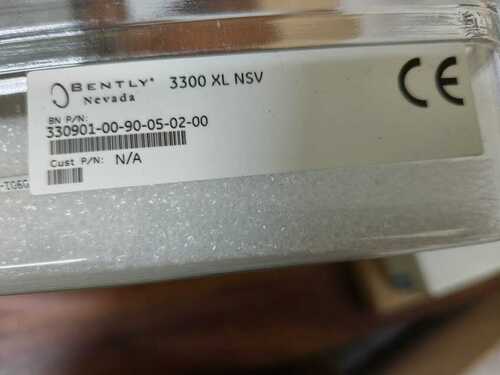 BENTLY® 3300 XL NSV
Nevada
CE
BN P/N:
330901-00-90-05-02-00
Cust P/N: N/A